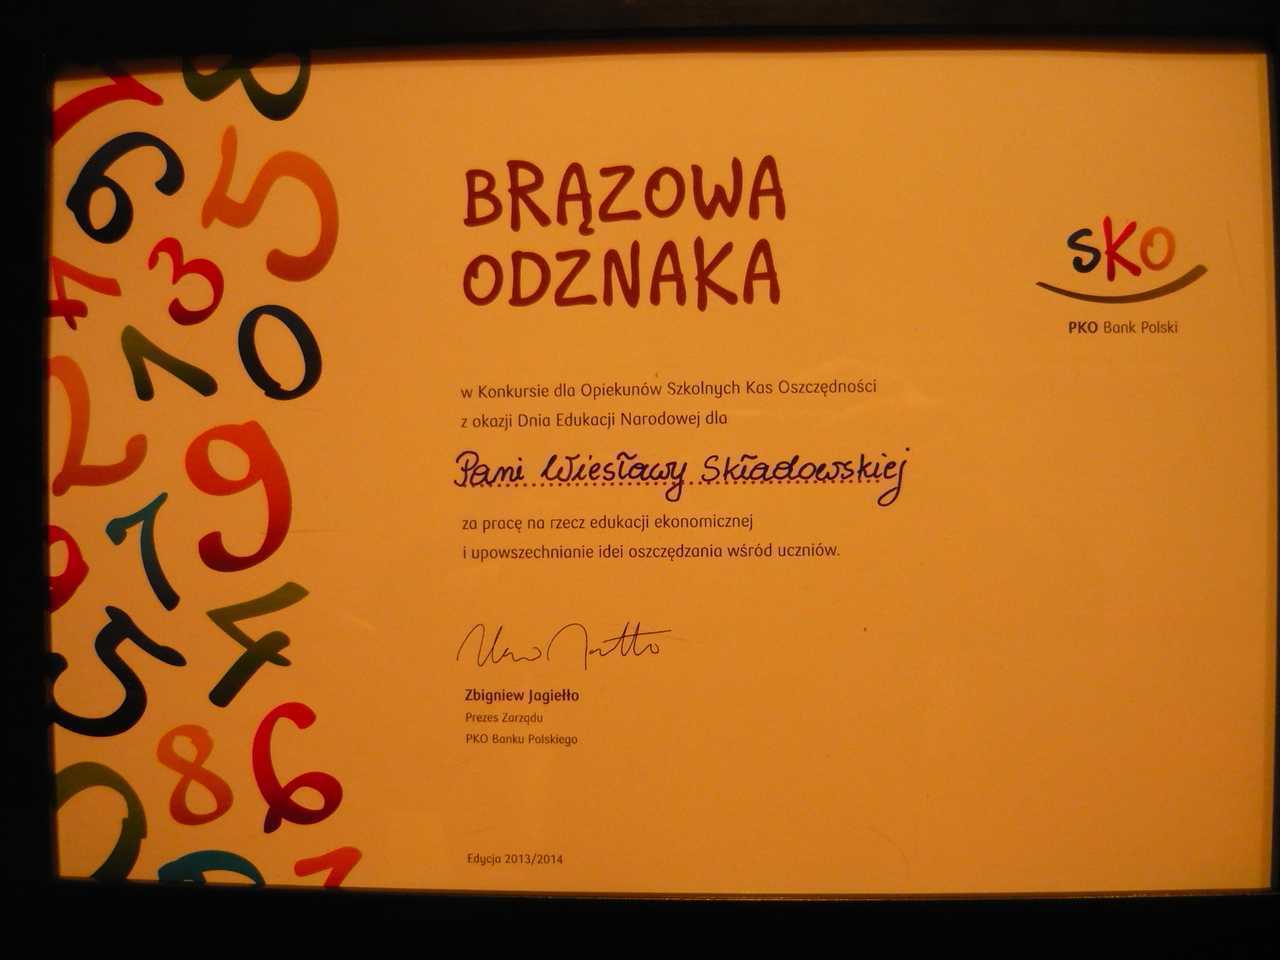 BRĄZOWA
ODZNAKA
sKO
PKO Bank Polski
w Konkursie dla Opiekunów Szkolnych Kas Oszczędności
z okazji Dnia Edukacji Narodowej dla
Pani Wiesławy Składowskiej
za pracę na rzecz edukacji ekonomicznej
i upowszechnianie idei oszczędzania wśród uczniów.
Zbigniew Jagiełło
Prezes Zarządu
PKO Banku Polskiego
Edycja 2013/2014